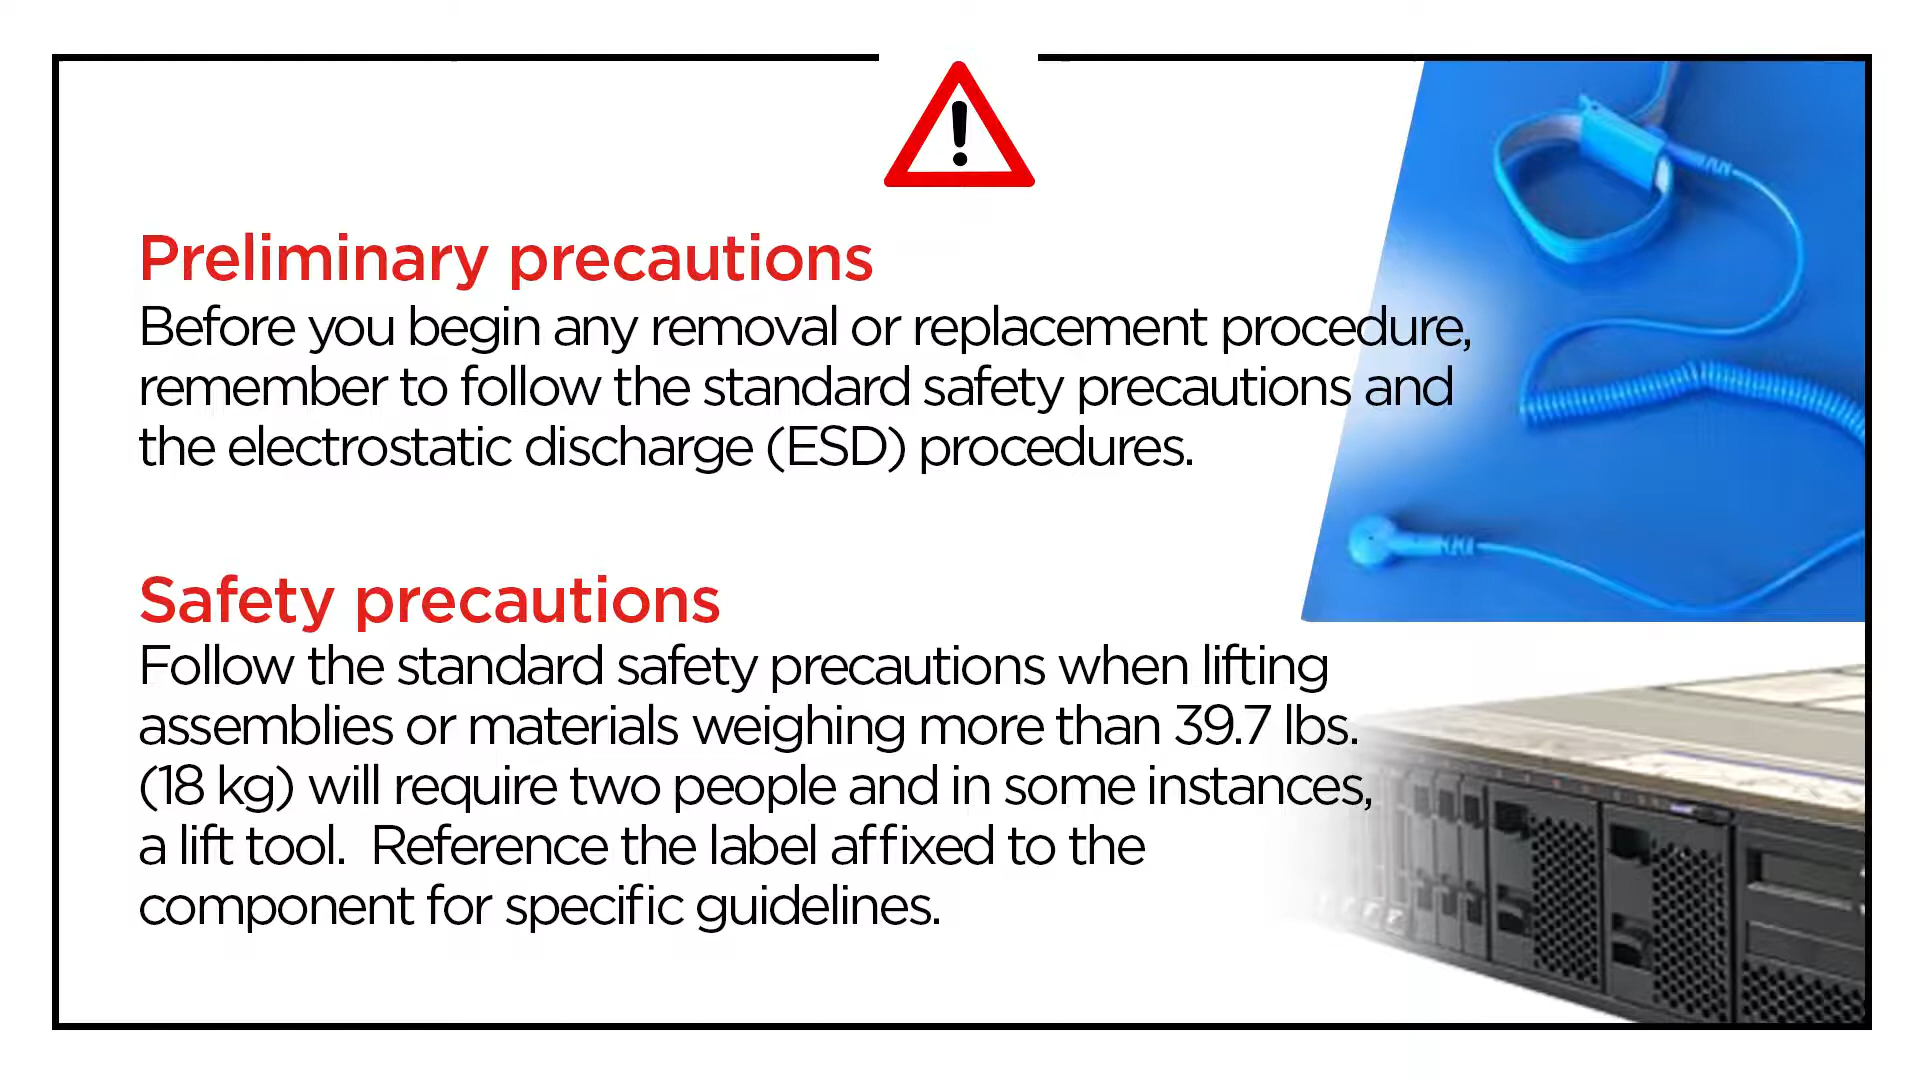 Preliminary precautions
Before you begin any removal or replacement procedure,
remember to follow the standard safety precautions and
the electrostatic discharge (ESD) procedures.
Safety precautions
Follow the standard safety precautions when lifting
assemblies or materials weighing more than 39.7 lbs.
(18 kg) will require two people and in some instances,
a lift tool.  Reference the label affixed to the
component for specific guidelines.